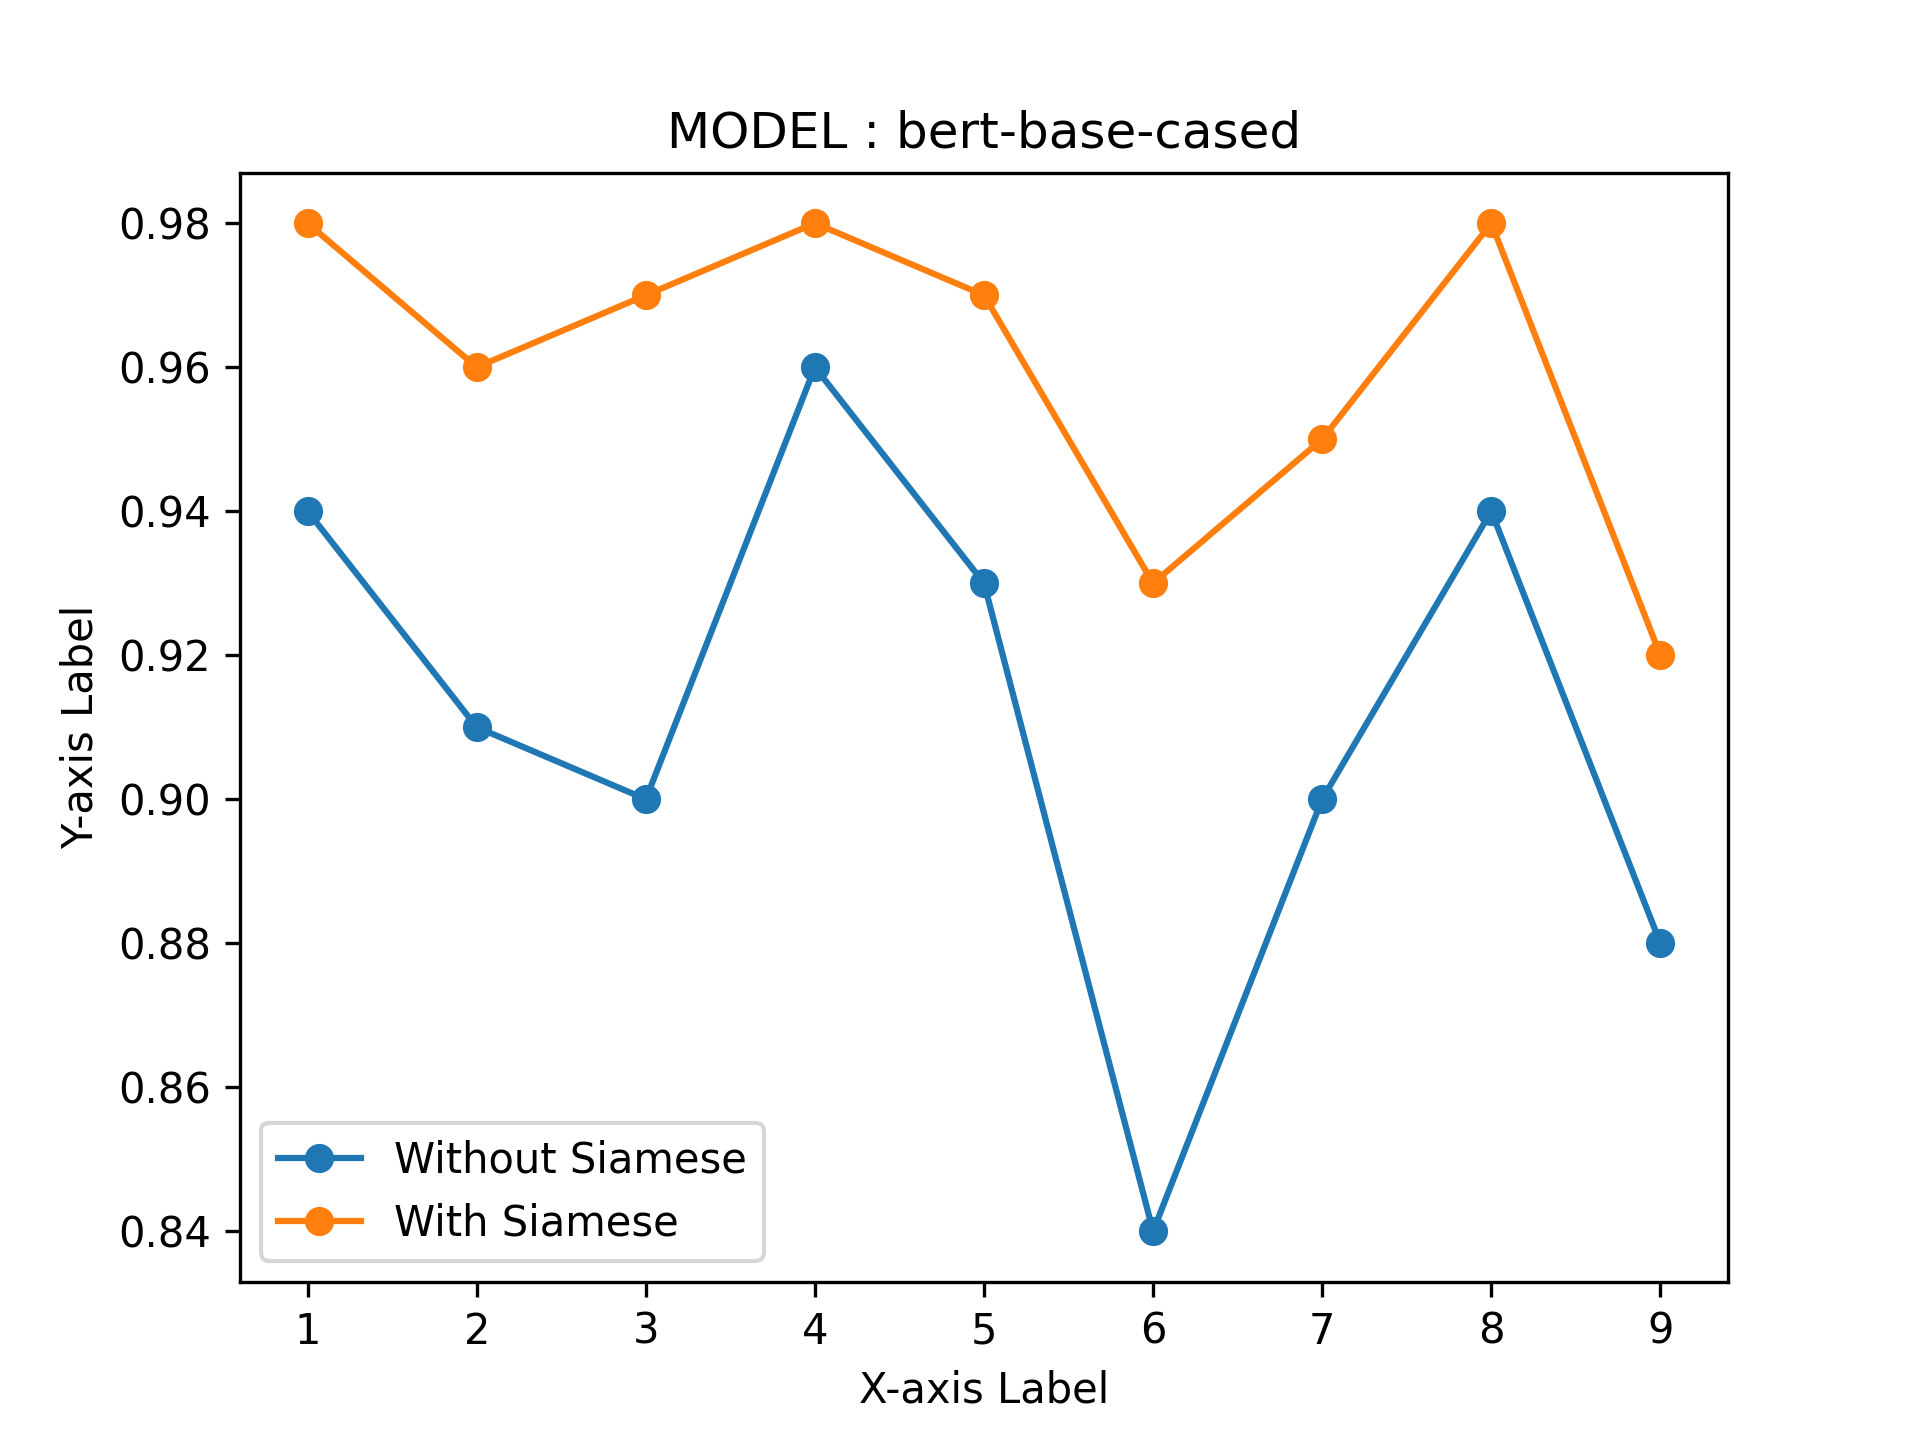 MODEL : bert-base-cased
Y-axis Label
0.98
0.96
0.94
0.92
0.90
0.88
0.86
0.84
Without Siamese
With Siamese
1 2 3 4 5 6 7 8 9
X-axis Label